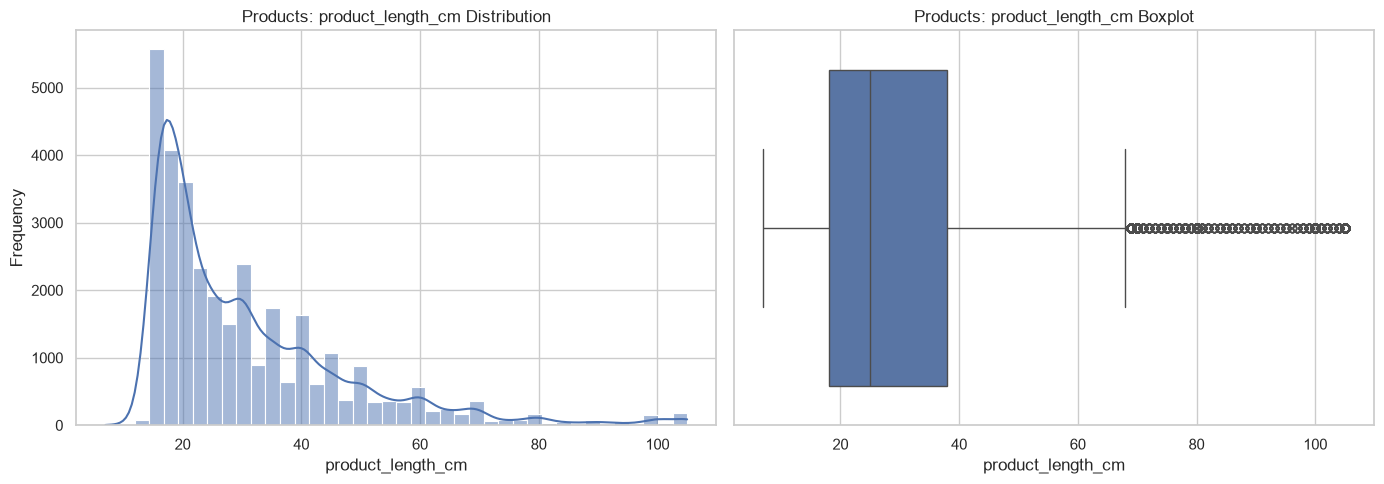 Products: product_length_cm Distribution
Frequency
5000
4000
3000
2000
1000
0
20 40 60 80 100
product_length_cm
Products: product_length_cm Boxplot
20 40 60 80 100
product_length_cm